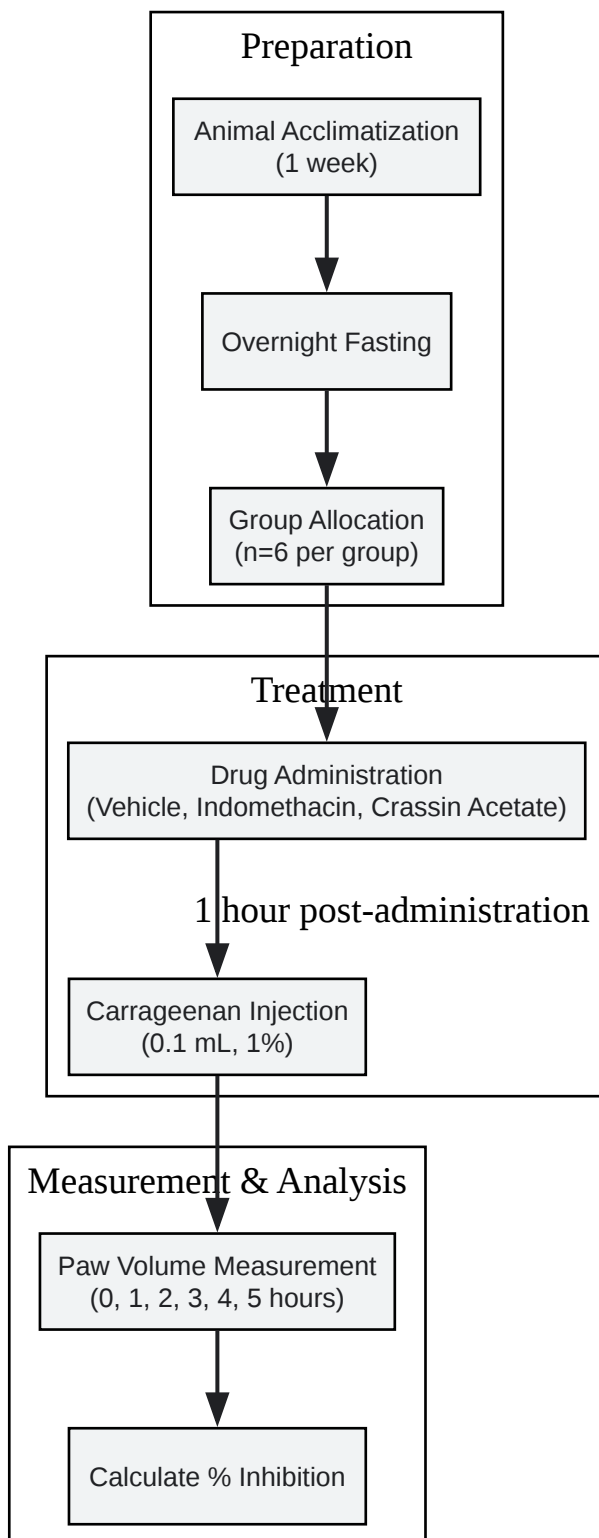 Preparation
Animal Acclimatization
(1 week)
Overnight Fasting
Group Allocation
(n=6 per group)
Treatment
Drug Administration
(Vehicle, Indomethacin, Crassin Acetate)
1 hour post-administration
Carrageenan Injection
(0.1 mL, 1%)
Measurement & Analysis
Paw Volume Measurement
(0, 1, 2, 3, 4, 5 hours)
Calculate % Inhibition